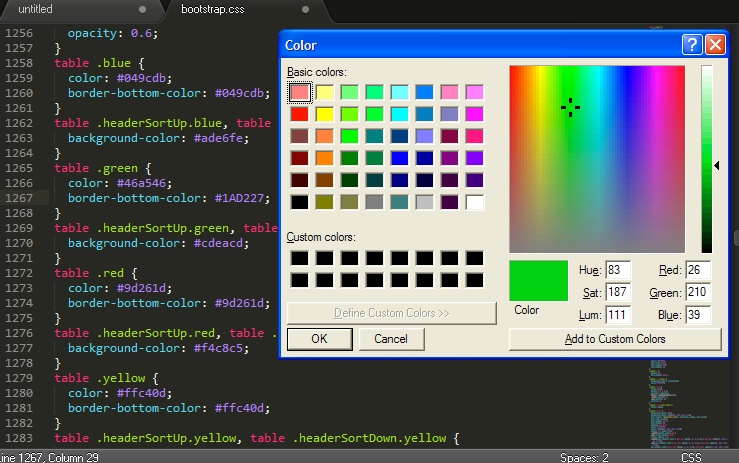 untitled
bootstrap.css
1256 opacity: 0.6;
1257 }
1258 table .blue {
1259 color: #049cdb;
1260 border-bottom-color: #049cdb;
1261 }
1262 table .headerSortUp.blue, table
1263 background-color: #ade6fe;
1264 }
1265 table .green {
1266 color: #46a546;
1267 border-bottom-color: #1AD227;
1268 }
1269 table .headerSortUp.green, table
1270 background-color: #cdeacd;
1271 }
1272 table .red {
1273 color: #9d261d;
1274 border-bottom-color: #9d261d;
1275 }
1276 table .headerSortUp.red, table .
1277 background-color: #f4c8c5;
1278 }
1279 table .yellow {
1280 color: #ffc40d;
1281 border-bottom-color: #ffc40d;
1282 }
1283 table .headerSortUp.yellow, table .headerSortDown.yellow {
Color
Basic colors:
Custom colors:
Define Custom Colors >>
OK
Cancel
Color
Hue: 83
Sat: 187
Lum: 111
Red: 26
Green: 210
Blue: 39
Add to Custom Colors
Line 1267, Column 29
Spaces: 2
CSS